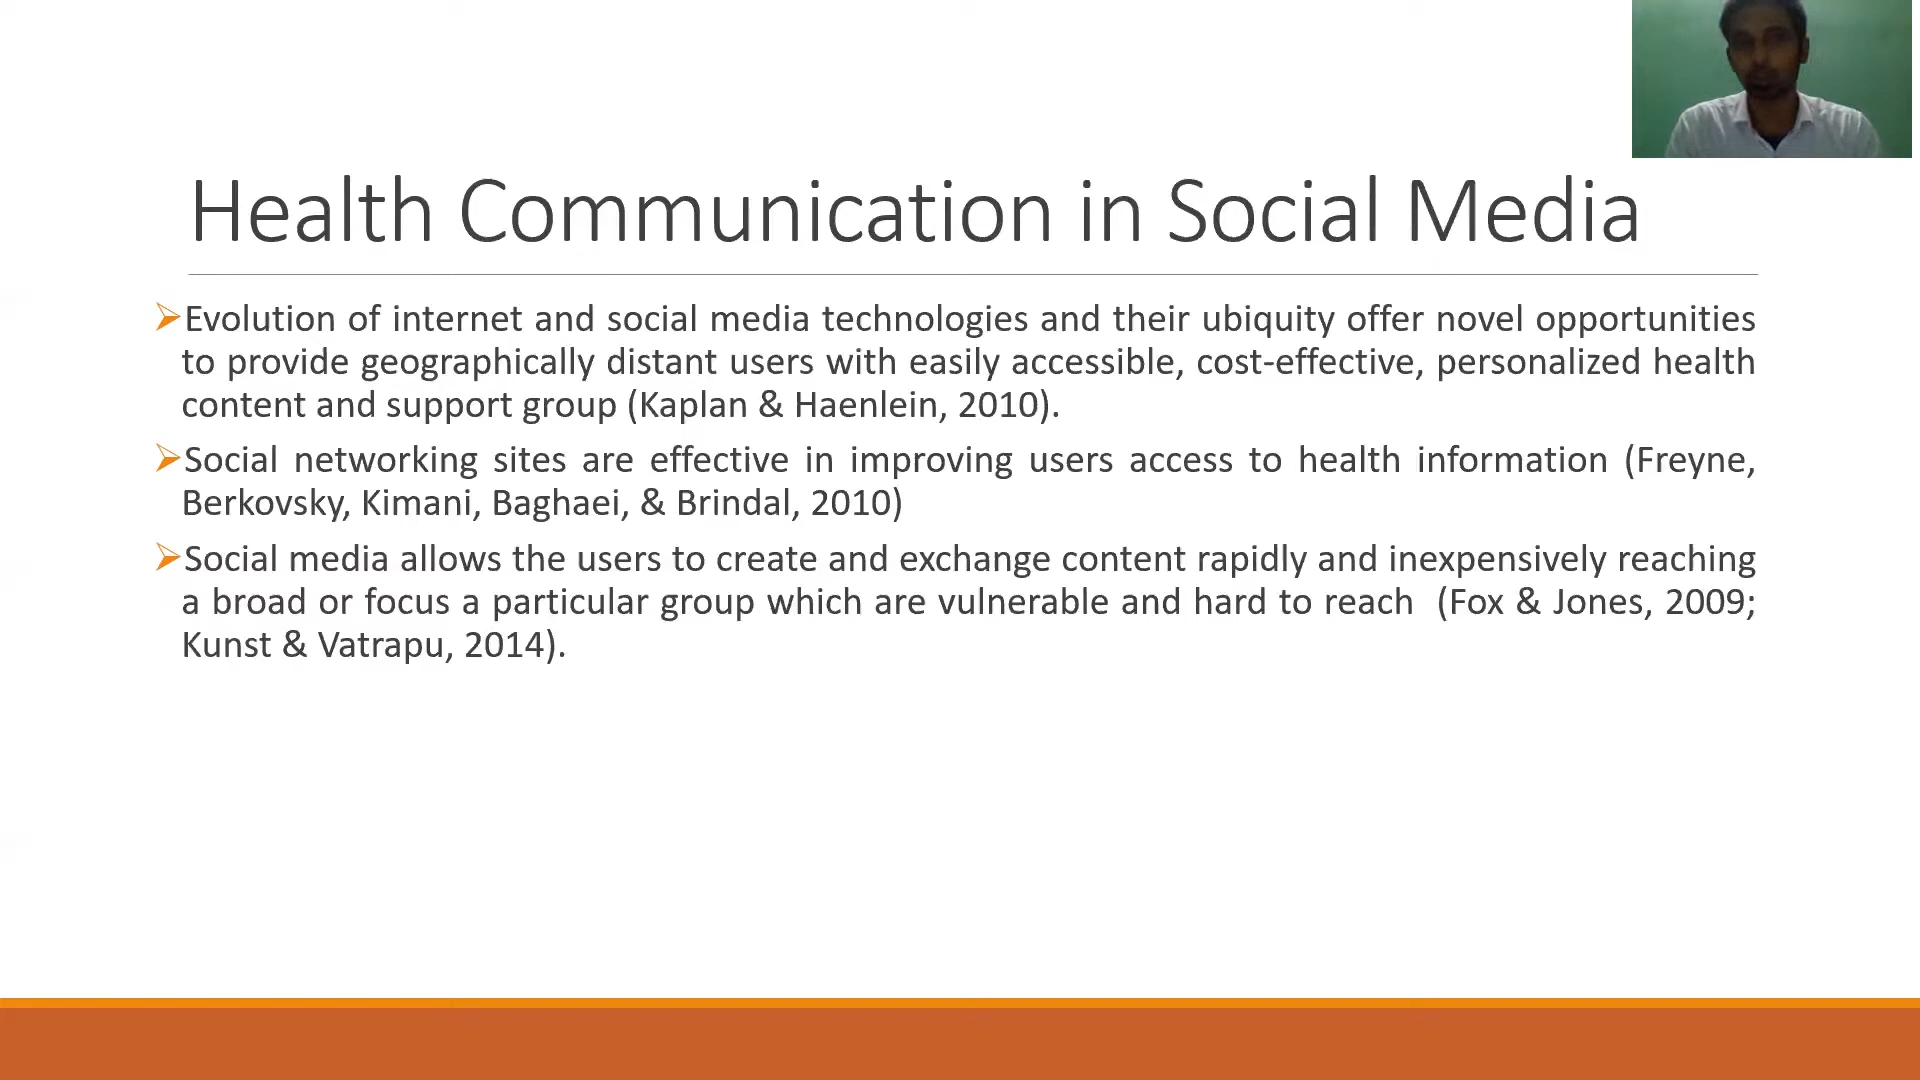 Health Communication in Social Media
Evolution of internet and social media technologies and their ubiquity offer novel opportunities
to provide geographically distant users with easily accessible, cost-effective, personalized health
content and support group (Kaplan & Haenlein, 2010).
Social networking sites are effective in improving users access to health information (Freyne,
Berkovsky, Kimani, Baghaei, & Brindal, 2010)
Social media allows the users to create and exchange content rapidly and inexpensively reaching
a broad or focus a particular group which are vulnerable and hard to reach  (Fox & Jones, 2009;
Kunst & Vatrapu, 2014).